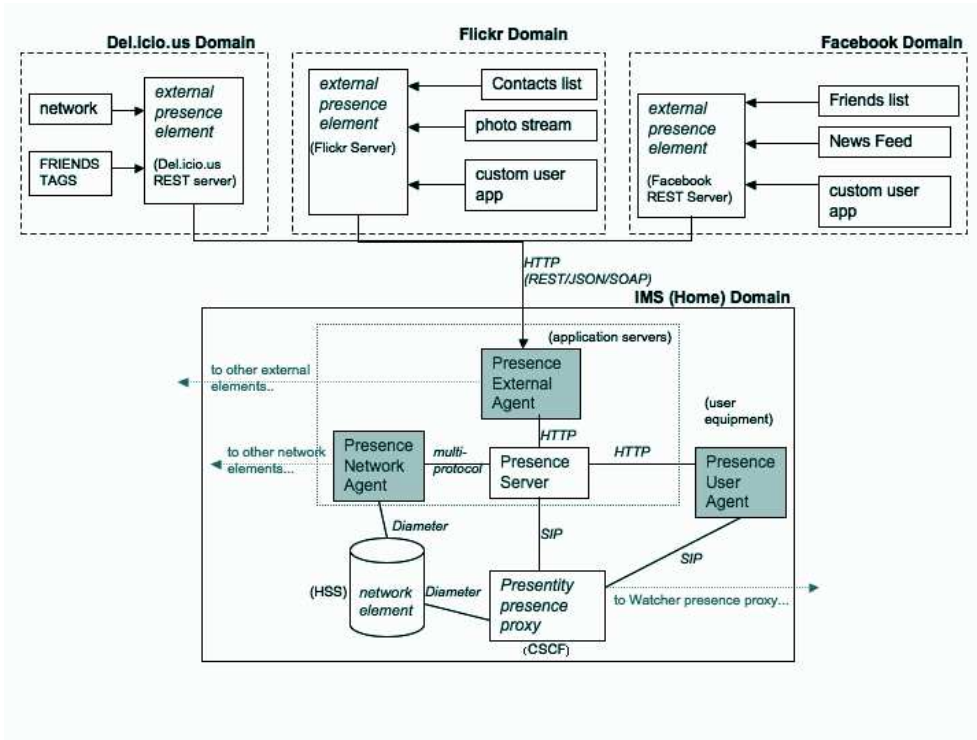 Del.icio.us Domain
Flickr Domain
Facebook Domain
network
FRIENDS
TAGS
external
presence
element
(Del.icio.us
REST server)
external
presence
element
(Flickr Server)
Contacts list
photo stream
custom user
app
external
presence
element
(Facebook
REST Server)
Friends list
News Feed
custom user
app
HTTP
(REST/JSON/SOAP)
IMS (Home) Domain
(application servers)
Presence
External
Agent
to other external
elements..
(user
equipment)
HTTP
Presence
Network
Agent
to other network
elements...
multi-
protocol
Presence
Server
HTTP
Presence
User
Agent
Diameter
SIP
SIP
(HSS)
network
element
Diameter
Presentity
presence
proxy
(CSCF)
to Watcher presence proxy...